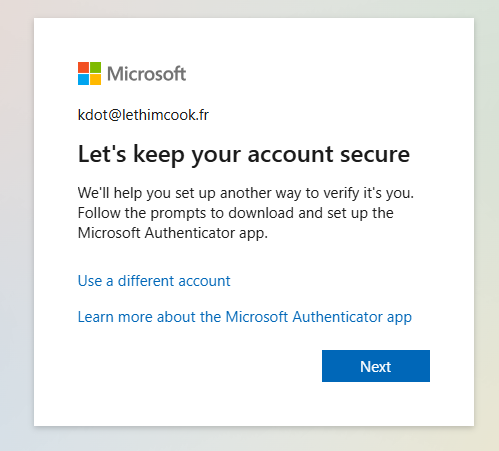 Microsoft
kdot@lethimcook.fr
Let's keep your account secure
We'll help you set up another way to verify it's you.
Follow the prompts to download and set up the
Microsoft Authenticator app.
Use a different account
Learn more about the Microsoft Authenticator app
Next